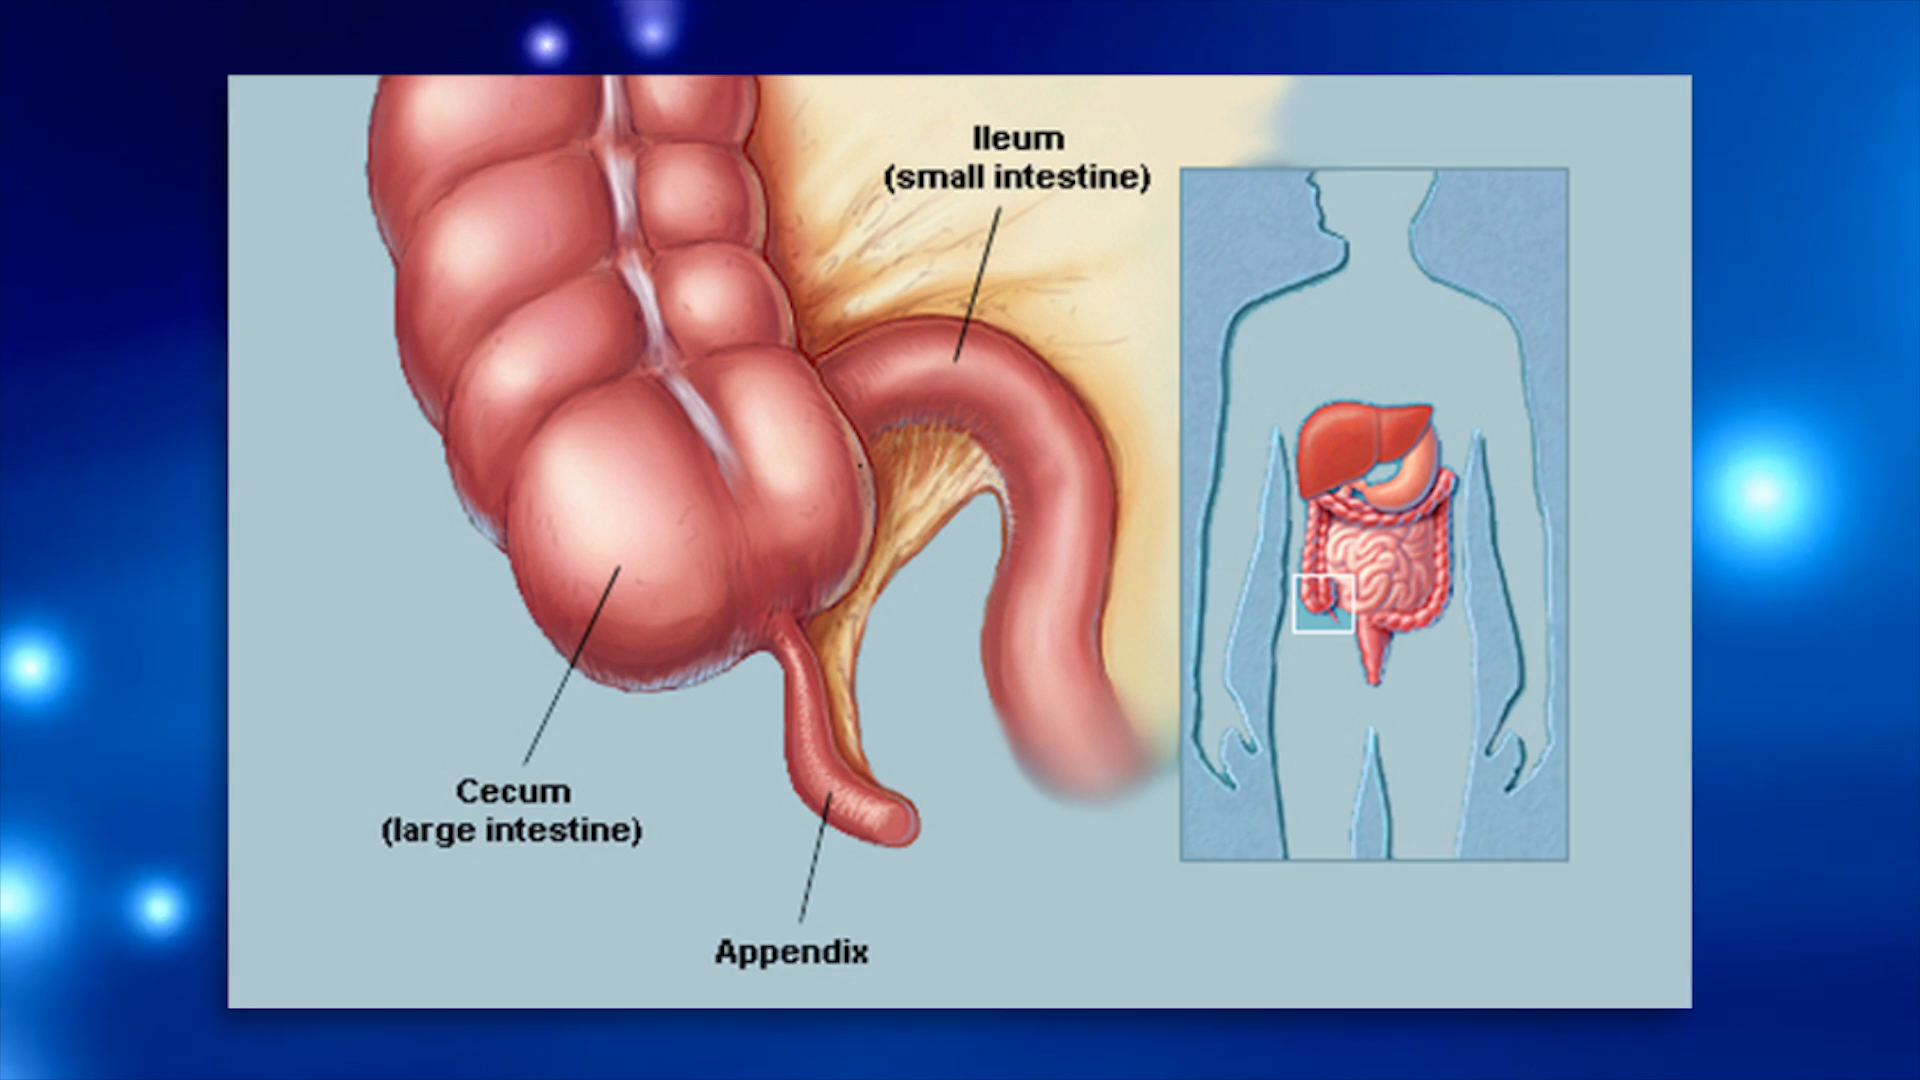 Ileum
(small intestine)
Cecum
(large intestine)
Appendix